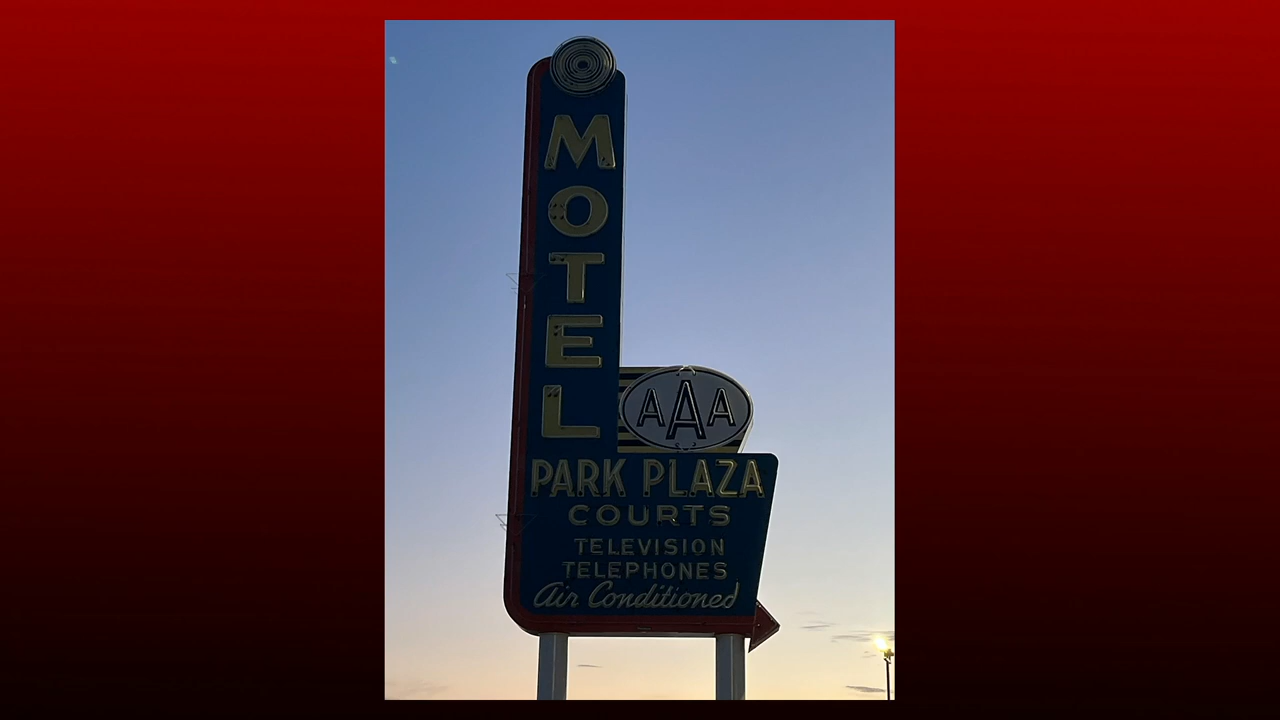 MOTEL
AAA
PARK PLAZA
COURTS
TELEVISION
TELEPHONES
Air Conditioned